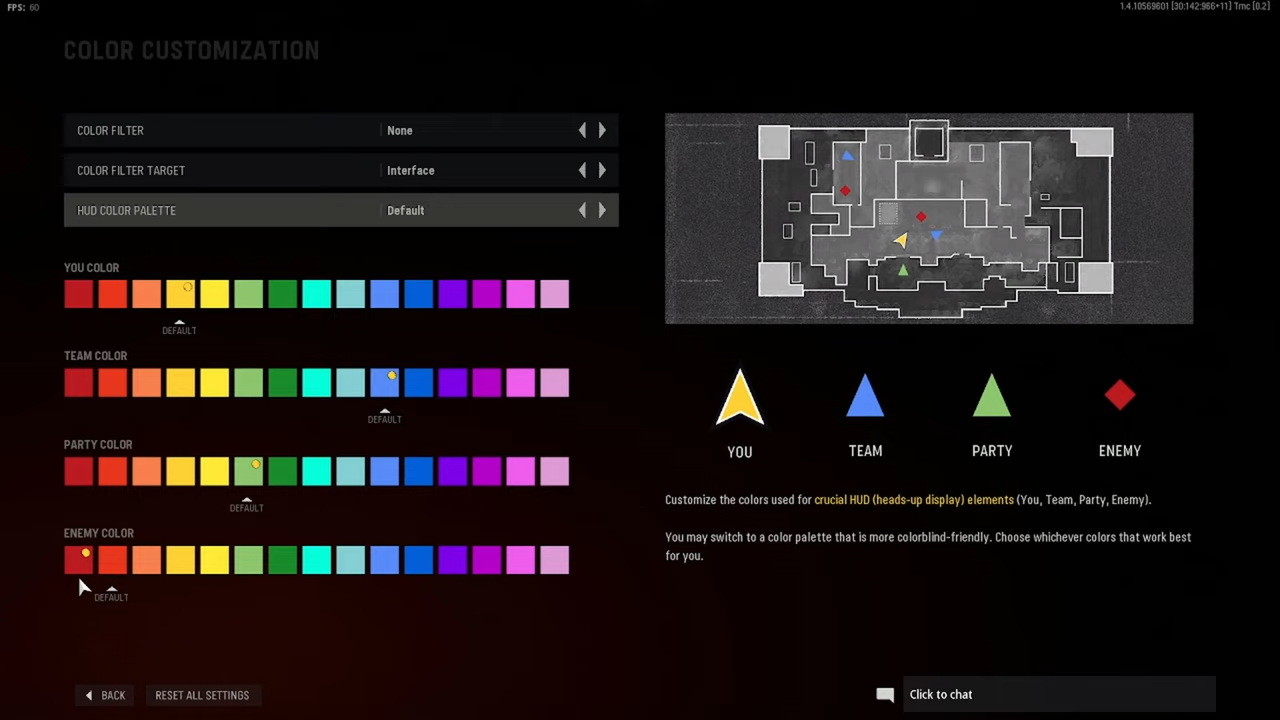 FPS: 60
1.4.10569601 [30:142:966+11] Tmc [0.2]
COLOR CUSTOMIZATION
COLOR FILTER
None
COLOR FILTER TARGET
Interface
HUD COLOR PALETTE
Default
YOU COLOR
DEFAULT
TEAM COLOR
DEFAULT
PARTY COLOR
DEFAULT
ENEMY COLOR
DEFAULT
YOU
TEAM
PARTY
ENEMY
Customize the colors used for crucial HUD (heads-up display) elements (You, Team, Party, Enemy).
You may switch to a color palette that is more colorblind-friendly. Choose whichever colors that work best
for you.
BACK
RESET ALL SETTINGS
Click to chat